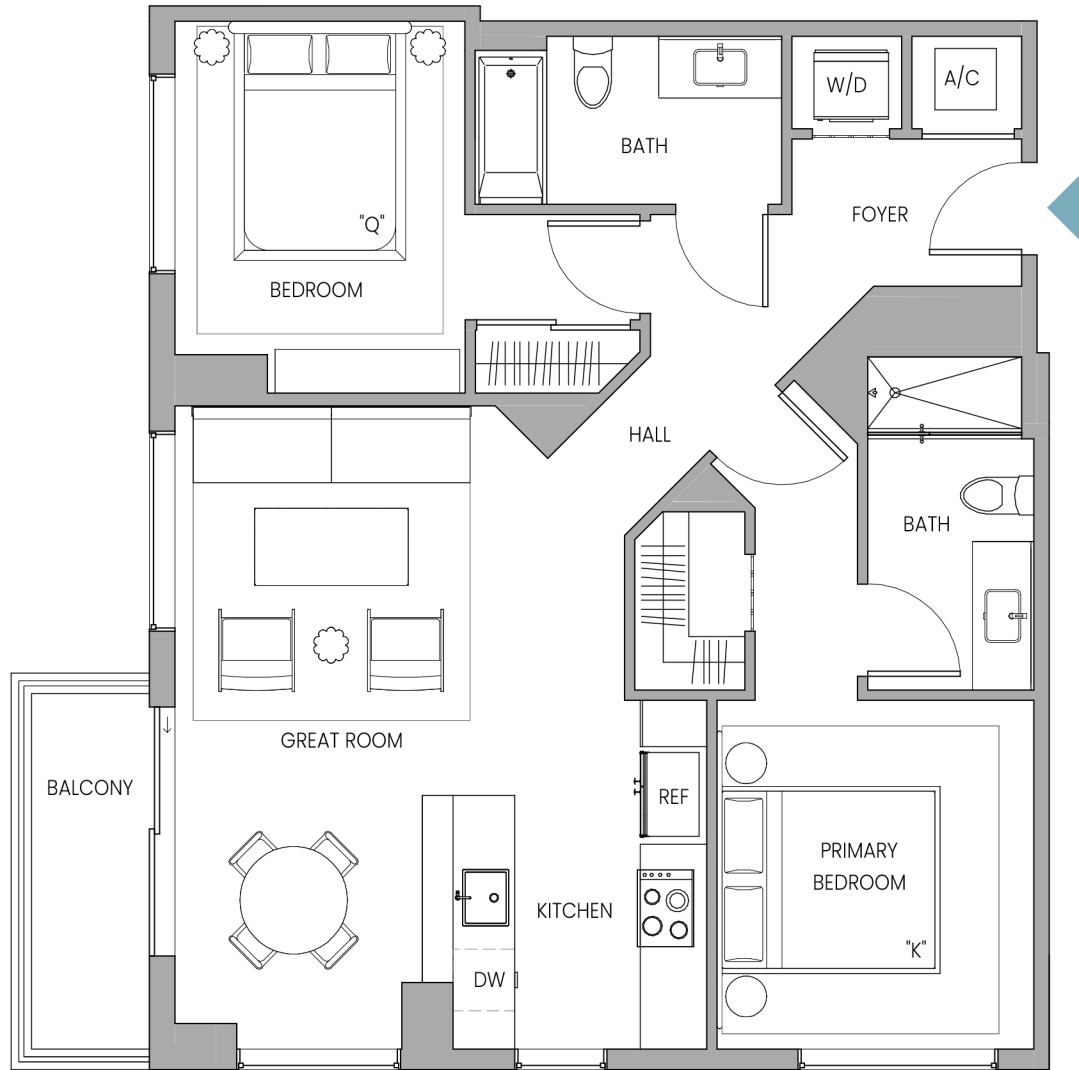 W/D
A/C
BATH
FOYER
"Q"
BEDROOM
HALL
BATH
GREAT ROOM
BALCONY
REF
PRIMARY
BEDROOM
KITCHEN
"K"
DW